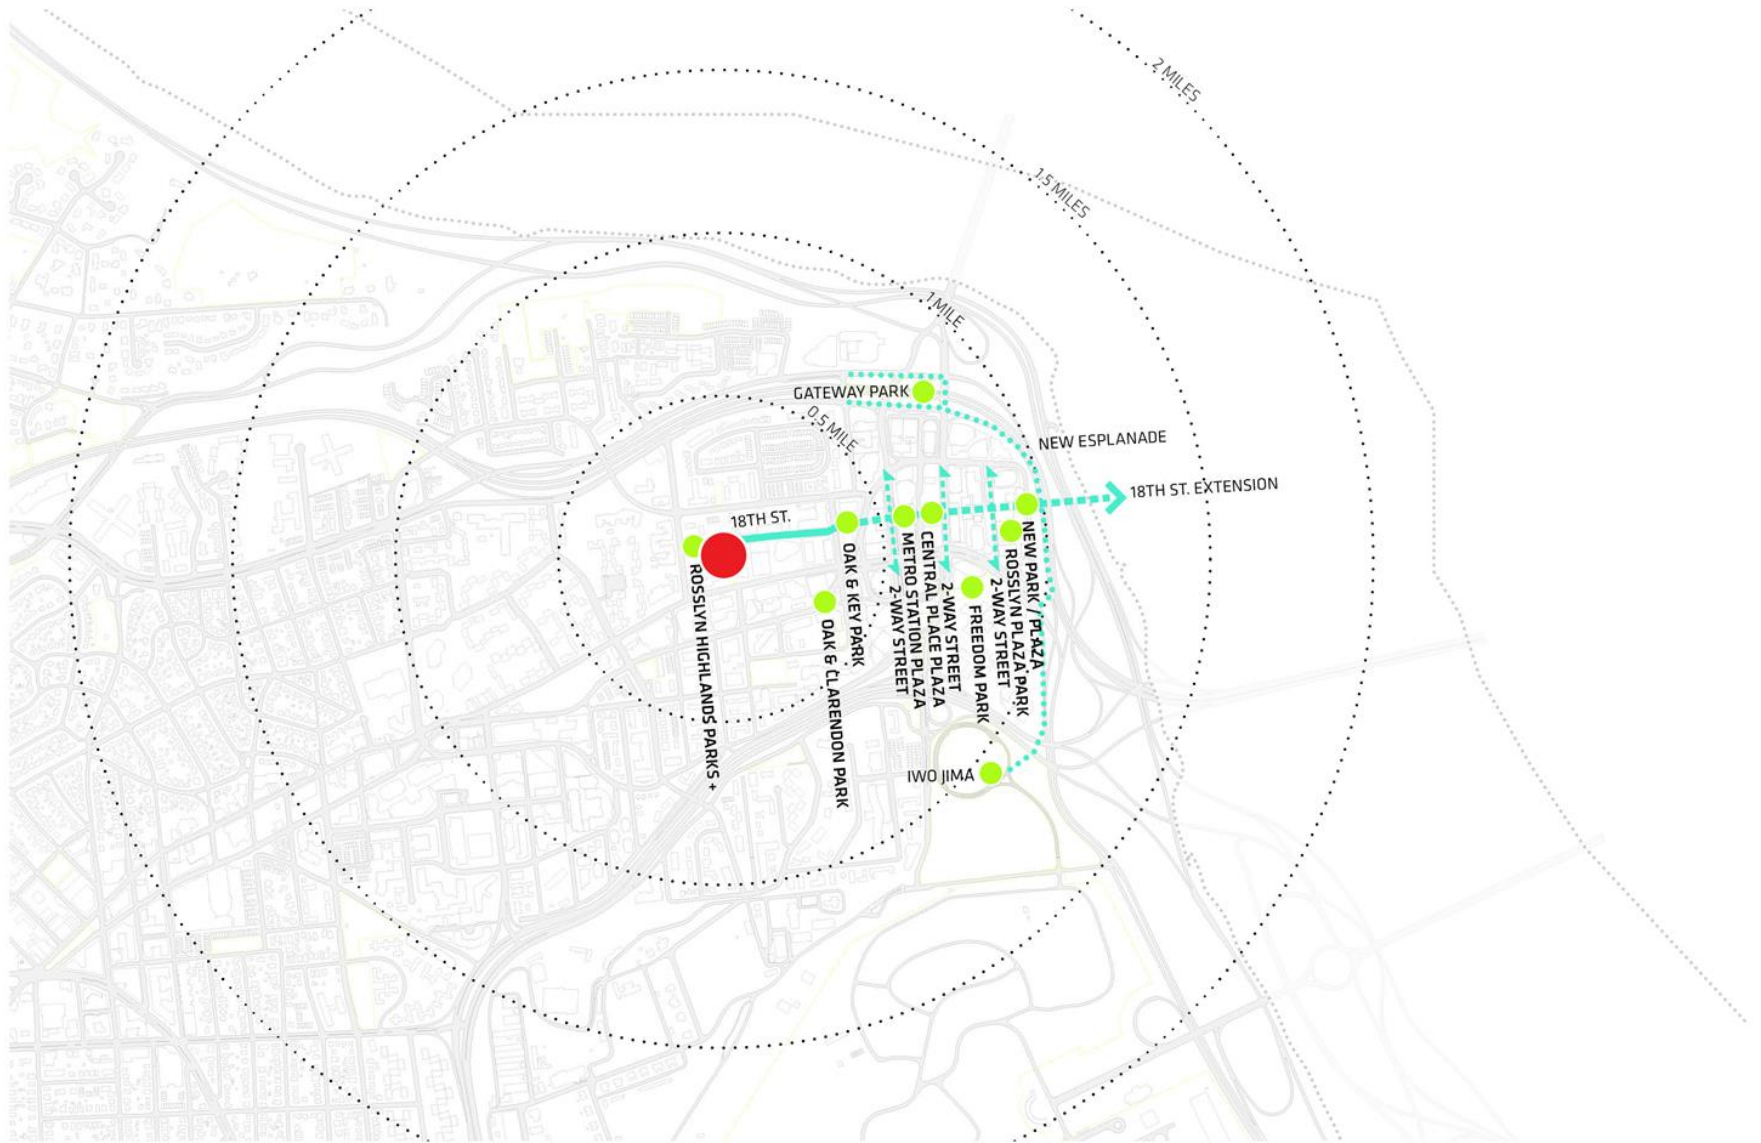 2 MILES
1.5 MILES
1 MILE
GATEWAY PARK
0.5 MILE
NEW ESPLANADE
18TH ST. EXTENSION
18TH ST.
ROSSLYN HIGHLANDS PARKS +
OAK & CLARENDON PARK
OAK & KEY PARK
2-WAY STREET
METRO STATION PLAZA
CENTRAL PLACE PLAZA
2-WAY STREET
FREEDOM PARK
2-WAY STREET
ROSSLYN PLAZA PARK
NEW PARK / PLAZA
IWO JIMA